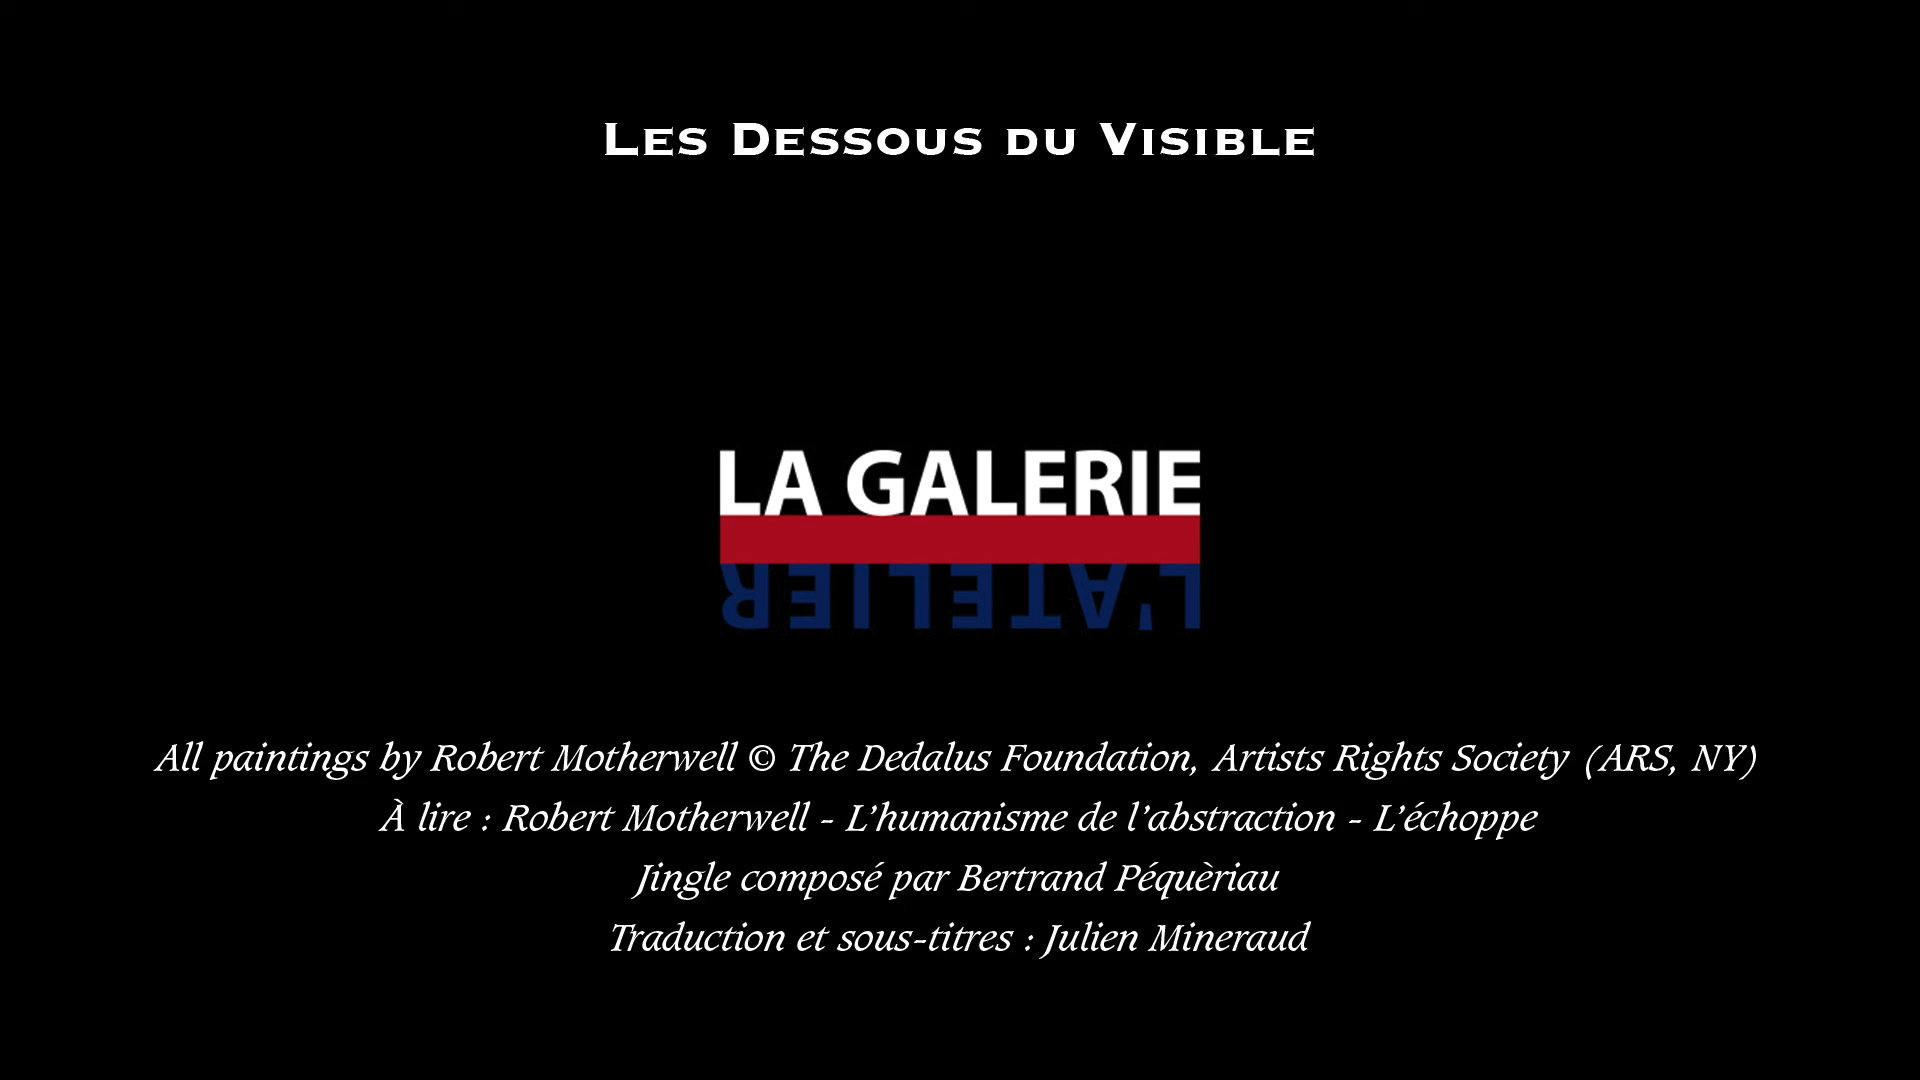 Les Dessous du Visible
LA GALERIE
L'ATELIER
All paintings by Robert Motherwell © The Dedalus Foundation, Artists Rights Society (ARS, NY)
À lire : Robert Motherwell - L’humanisme de l’abstraction - L’échoppe
Jingle composé par Bertrand Péquèriau
Traduction et sous-titres : Julien Mineraud